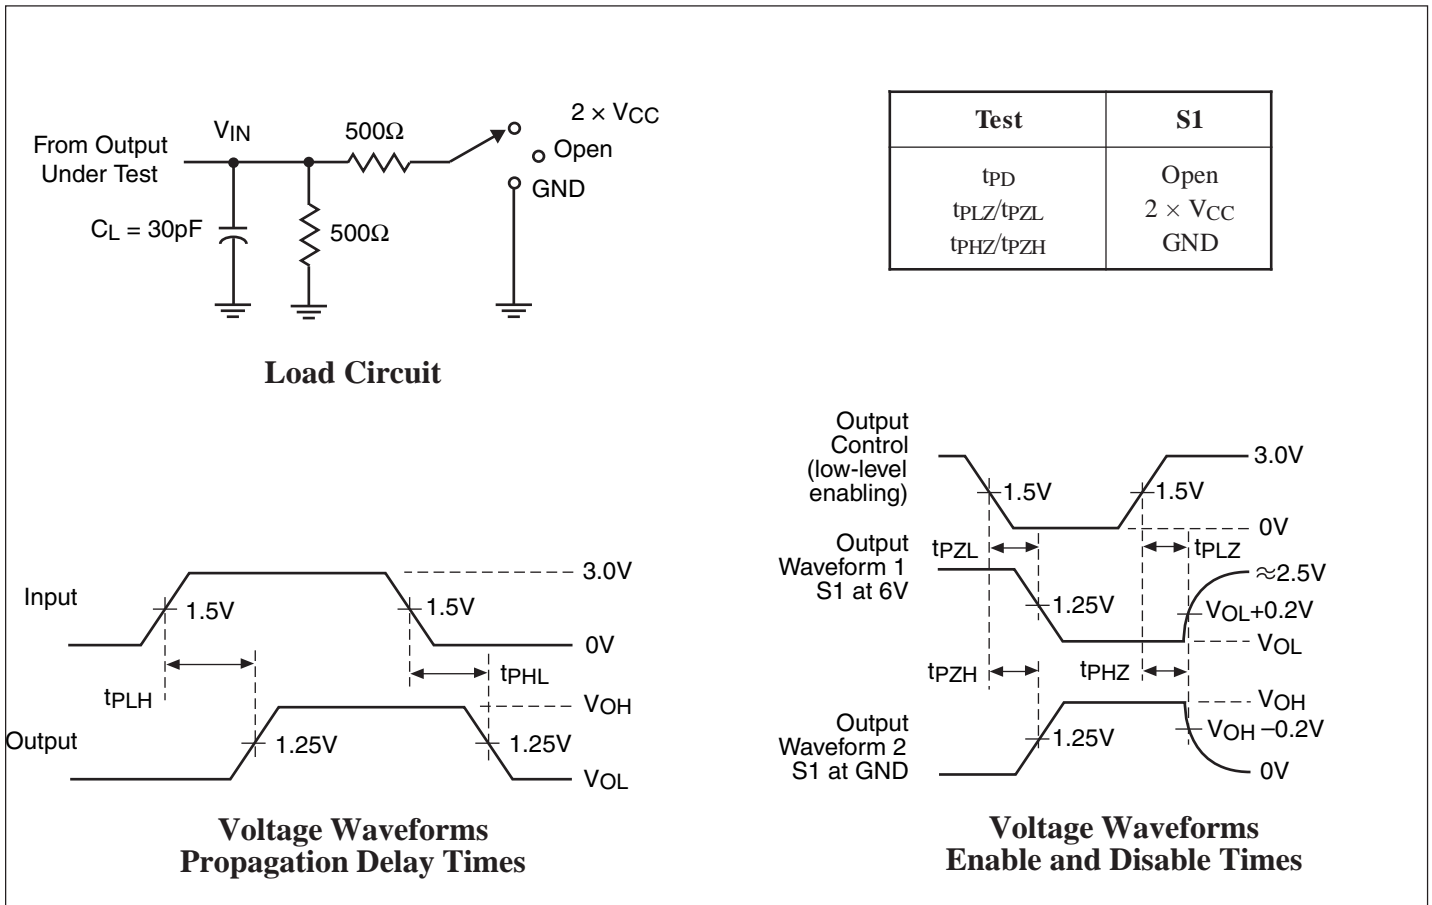 From Output
Under Test
VIN
500Ω
2 × VCC
Open
GND
CL = 30pF
500Ω
Load Circuit
Test S1
tPD Open
tPLZ/tPZL 2 × VCC
tPHZ/tPZH GND
Input
1.5V
1.5V
3.0V
0V
tPLH
tPHL
Output
1.25V
1.25V
VOH
VOL
Voltage Waveforms
Propagation Delay Times
Output
Control
(low-level
enabling)
1.5V
1.5V
3.0V
0V
Output
Waveform 1
S1 at 6V
tPZL
tPLZ
1.25V
≈2.5V
VOL+0.2V
VOL
tPZH
tPHZ
Output
Waveform 2
S1 at GND
1.25V
VOH
VOH –0.2V
0V
Voltage Waveforms
Enable and Disable Times